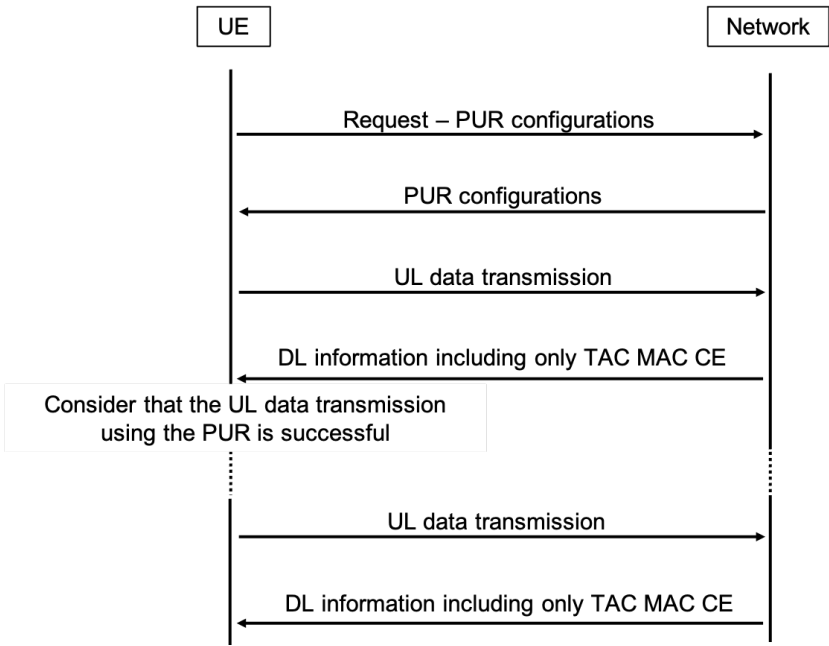 UE
Network
Request – PUR configurations
PUR configurations
UL data transmission
DL information including only TAC MAC CE
Consider that the UL data transmission
using the PUR is successful
UL data transmission
DL information including only TAC MAC CE